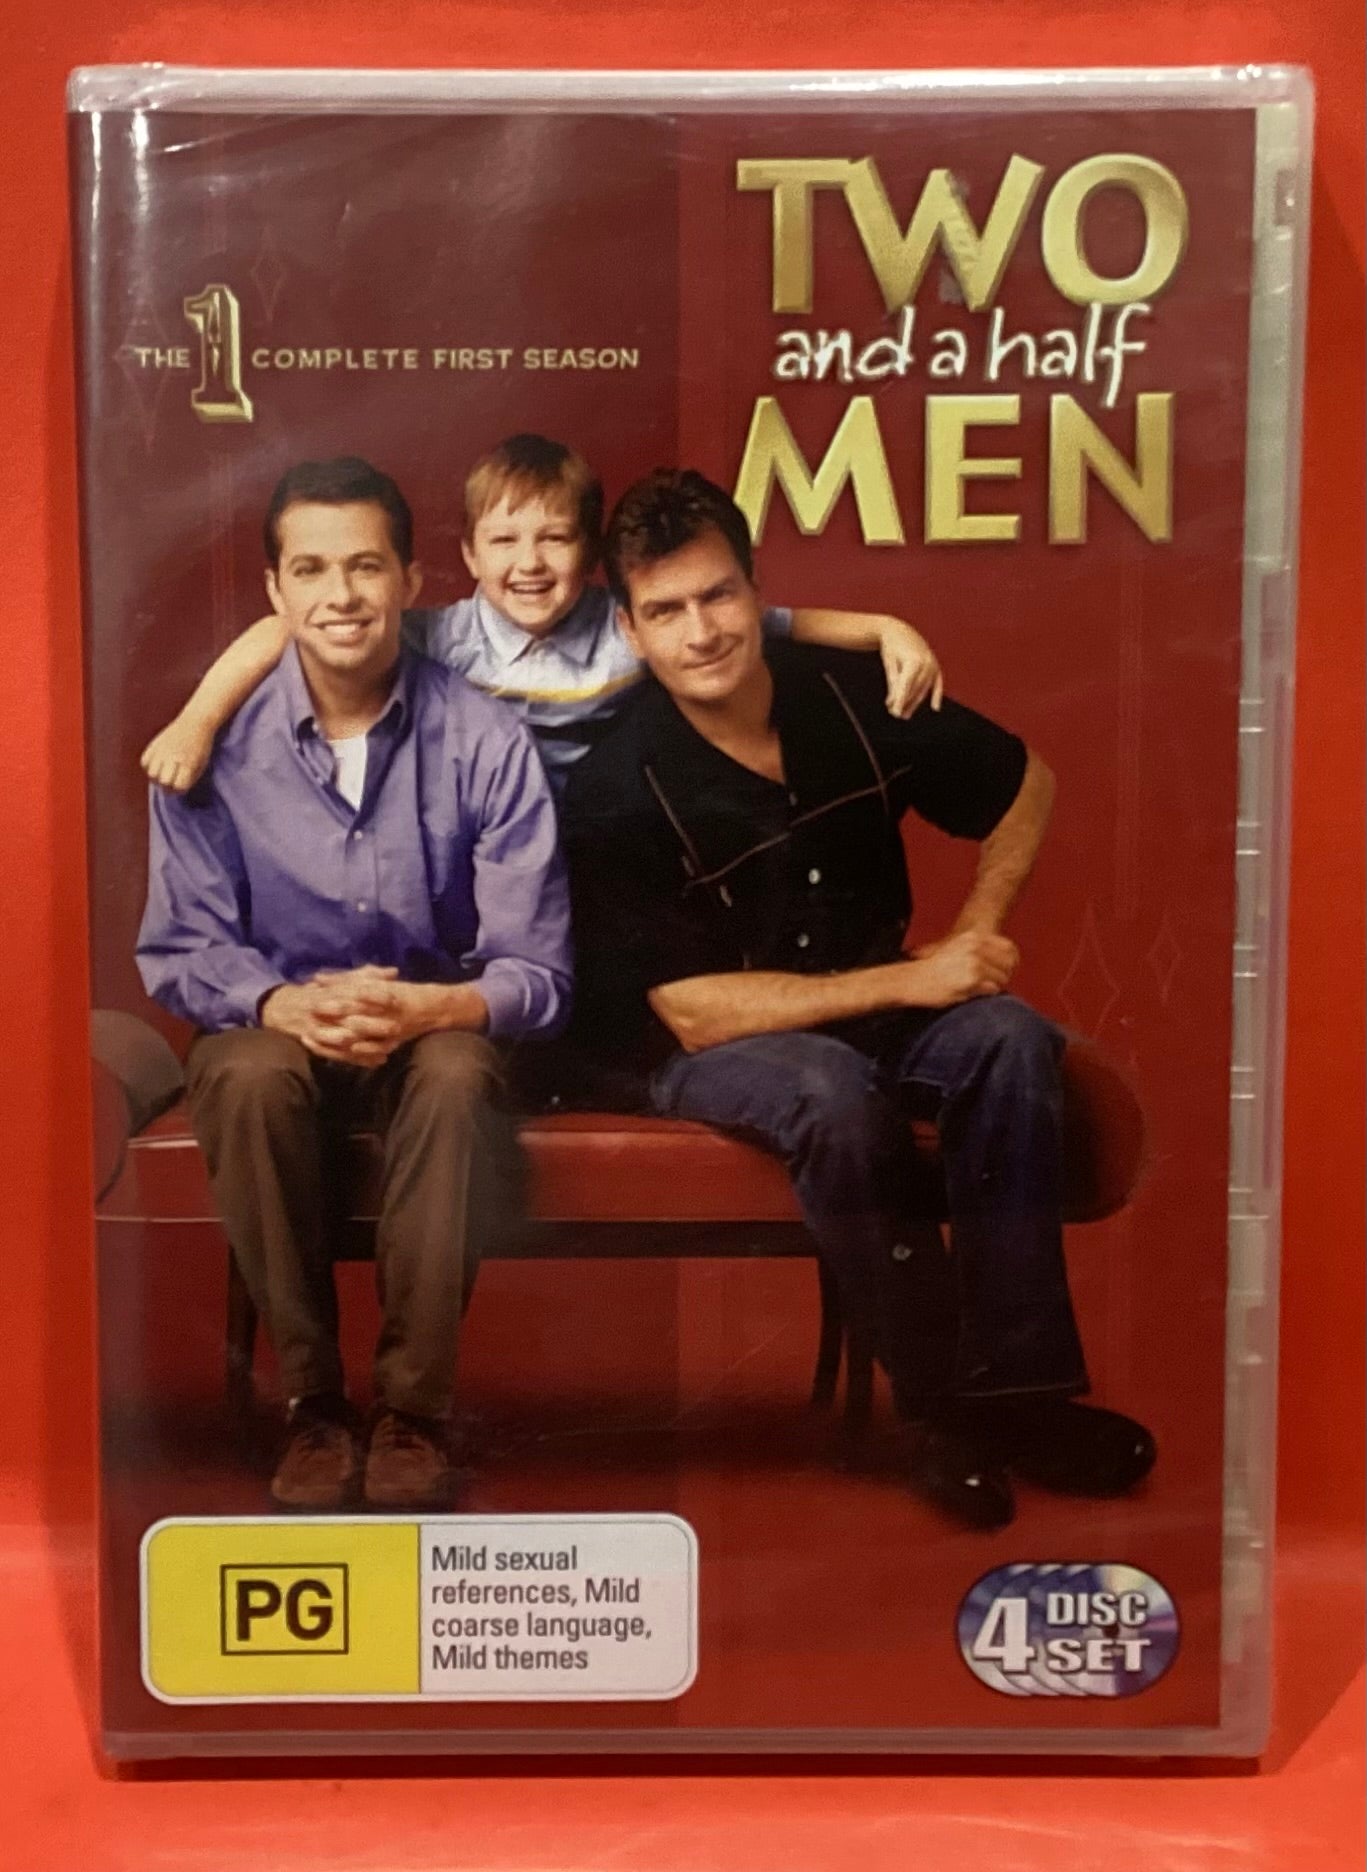 TWO
and a half
MEN
THE 1 COMPLETE FIRST SEASON
PG
Mild sexual
references, Mild
coarse language,
Mild themes
4 DISC
SET